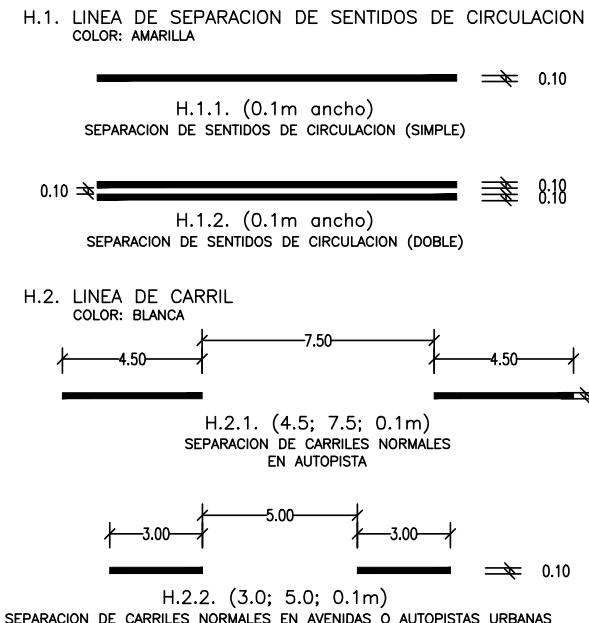 H.1. LINEA DE SEPARACION DE SENTIDOS DE CIRCULACION
COLOR: AMARILLA
0.10
H.1.1. (0.1m ancho)
SEPARACION DE SENTIDOS DE CIRCULACION (SIMPLE)
0.10
0.10
0.10
0.10
H.1.2. (0.1m ancho)
SEPARACION DE SENTIDOS DE CIRCULACION (DOBLE)
H.2. LINEA DE CARRIL
COLOR: BLANCA
7.50
4.50
4.50
H.2.1. (4.5; 7.5; 0.1m)
SEPARACION DE CARRILES NORMALES
EN AUTOPISTA
5.00
3.00
3.00
0.10
H.2.2. (3.0; 5.0; 0.1m)
SEPARACION DE CARRILES NORMALES EN AVENIDAS O AUTOPISTAS URBANAS